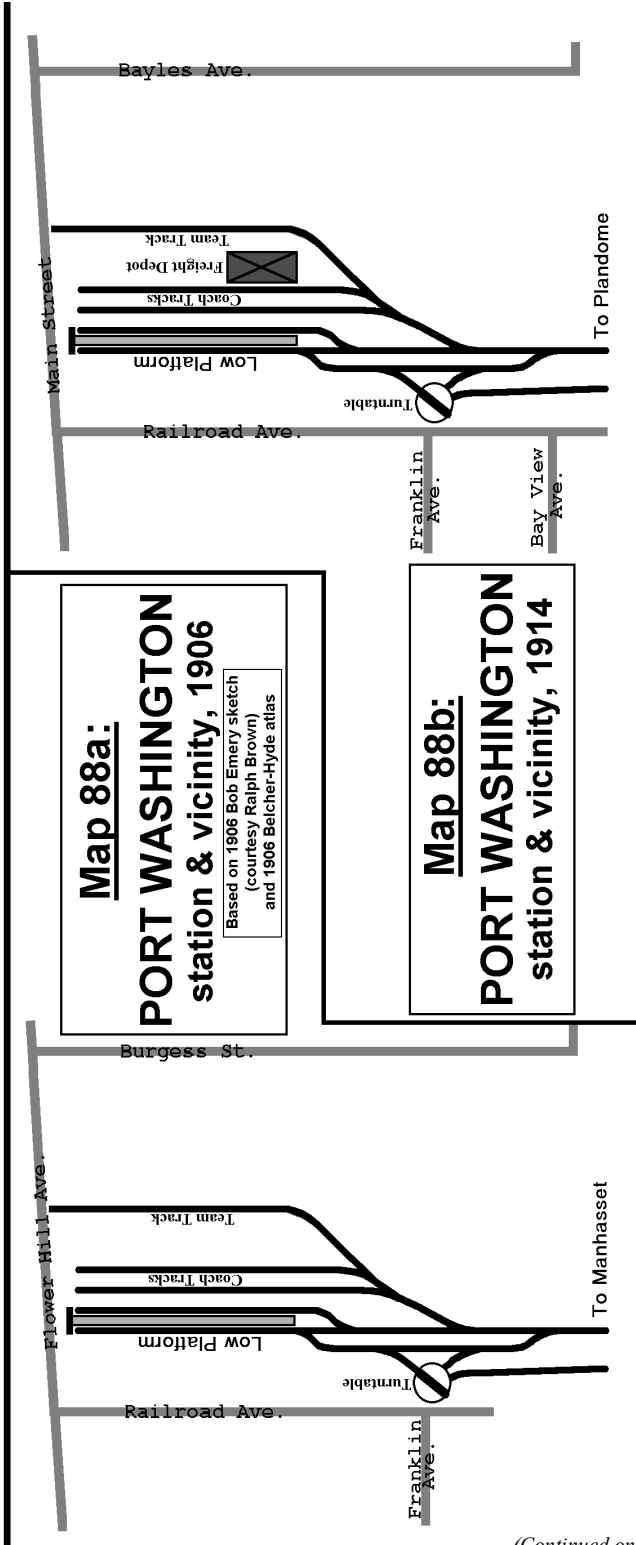 Bayles Ave.
Main Street
Team Track
Freight Depot
Coach Tracks
Low Platform
Turntable
To Plandome
Railroad Ave.
Franklin
Ave.
Bay View
Ave.
Map 88a:
PORT WASHINGTON
station & vicinity, 1906
Based on 1906 Bob Emery sketch
(courtesy Ralph Brown)
and 1906 Belcher-Hyde atlas
Map 88b:
PORT WASHINGTON
station & vicinity, 1914
Burgess St.
Flower Hill Ave.
Team Track
Coach Tracks
Low Platform
Turntable
To Manhasset
Railroad Ave.
Franklin
Ave.
(Continued on